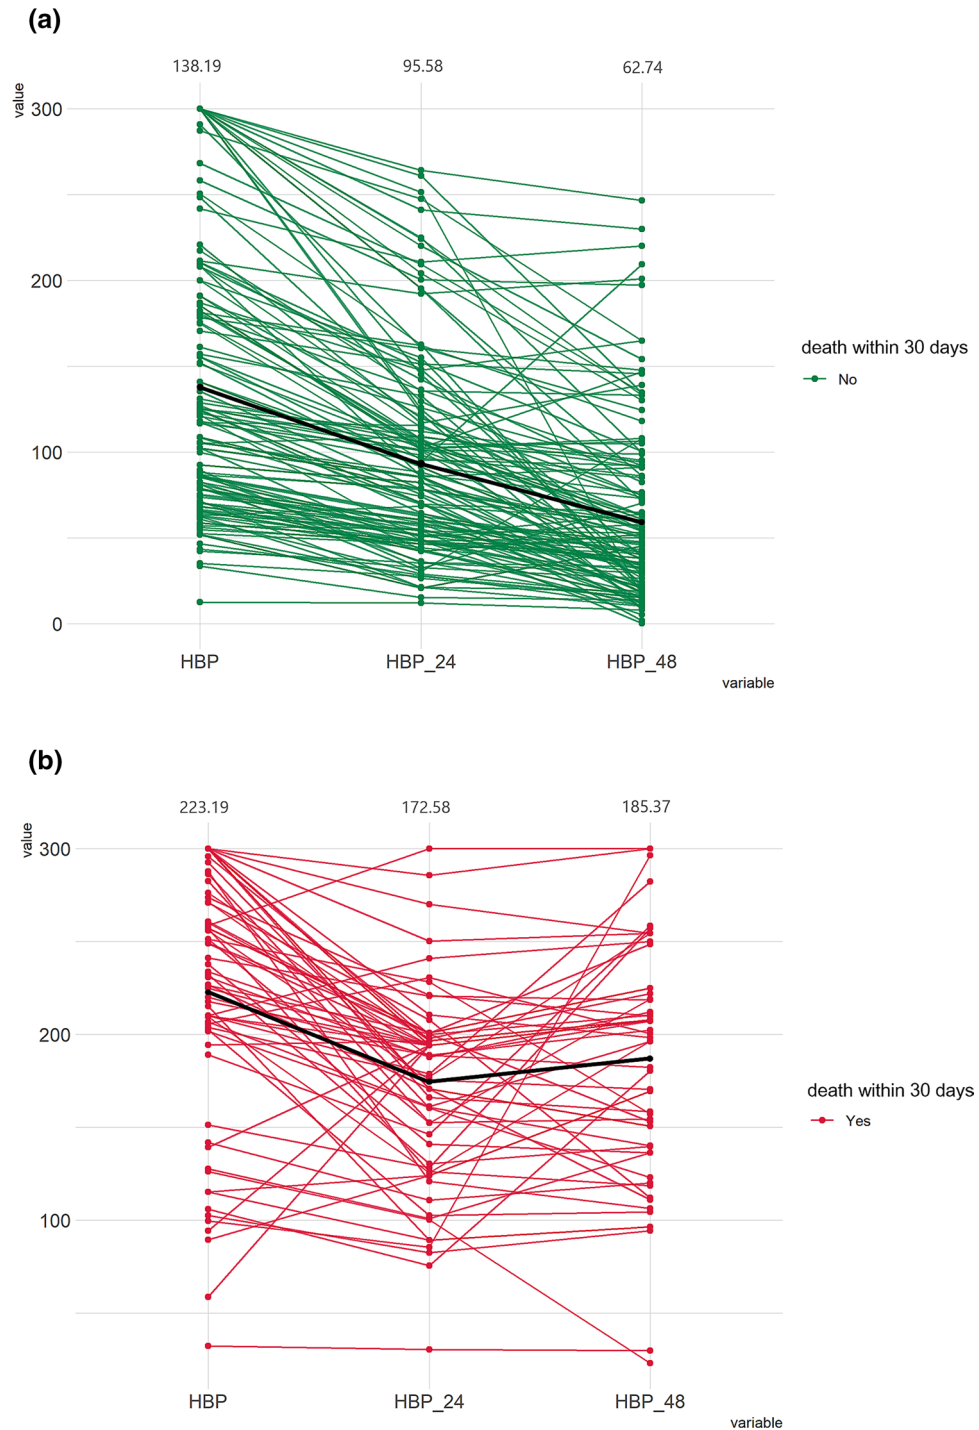 (a)
138.19 95.58 62.74
value
300
200
100
0
HBP HBP_24 HBP_48
variable
death within 30 days
No
(b)
223.19 172.58 185.37
value
300
200
100
HBP HBP_24 HBP_48
variable
death within 30 days
Yes